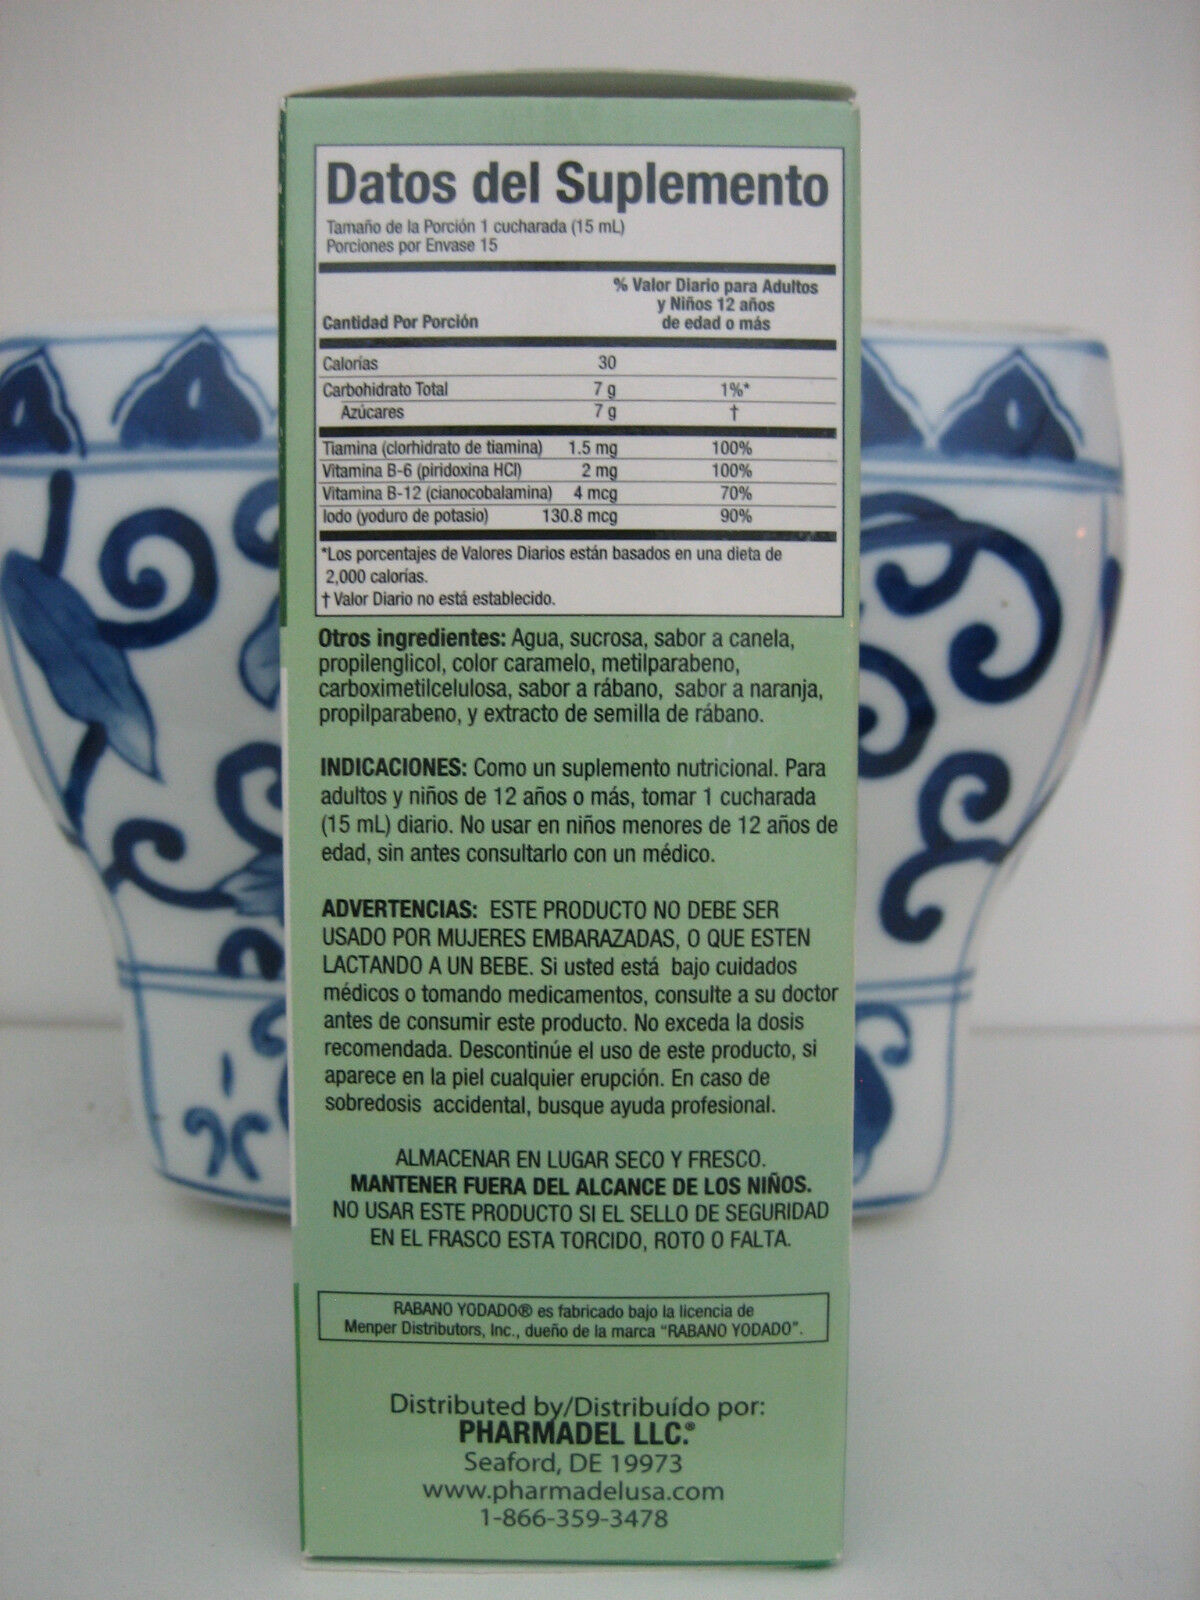 Datos del Suplemento
Tamaño de la Porción 1 cucharada (15 mL)
Porciones por Envase 15
% Valor Diario para Adultos
y Niños 12 años
Cantidad Por Porción de edad o más
Calorías 30
Carbohidrato Total 7 g 1%*
Azúcares 7 g †
Tiamina (clorhidrato de tiamina) 1.5 mg 100%
Vitamina B-6 (piridoxina HCl) 2 mg 100%
Vitamina B-12 (cianocobalamina) 4 mcg 70%
Iodo (yoduro de potasio) 130.8 mcg 90%
*Los porcentajes de Valores Diarios están basados en una dieta de
2,000 calorías.
† Valor Diario no está establecido.
Otros ingredientes: Agua, sucrosa, sabor a canela,
propilenglicol, color caramelo, metilparabeno,
carboximetilcelulosa, sabor a rábano, sabor a naranja,
propilparabeno, y extracto de semilla de rábano.
INDICACIONES: Como un suplemento nutricional. Para
adultos y niños de 12 años o más, tomar 1 cucharada
(15 mL) diario. No usar en niños menores de 12 años de
edad, sin antes consultarlo con un médico.
ADVERTENCIAS: ESTE PRODUCTO NO DEBE SER
USADO POR MUJERES EMBARAZADAS, O QUE ESTEN
LACTANDO A UN BEBE. Si usted está bajo cuidados
médicos o tomando medicamentos, consulte a su doctor
antes de consumir este producto. No exceda la dosis
recomendada. Descontinúe el uso de este producto, si
aparece en la piel cualquier erupción. En caso de
sobredosis accidental, busque ayuda profesional.
ALMACENAR EN LUGAR SECO Y FRESCO.
MANTENER FUERA DEL ALCANCE DE LOS NIÑOS.
NO USAR ESTE PRODUCTO SI EL SELLO DE SEGURIDAD
EN EL FRASCO ESTA TORCIDO, ROTO O FALTA.
RABANO YODADO® es fabricado bajo la licencia de
Menper Distributors, Inc., dueño de la marca “RABANO YODADO”.
Distributed by/Distribuído por:
PHARMADEL LLC.®
Seaford, DE 19973
www.pharmadelusa.com
1-866-359-3478